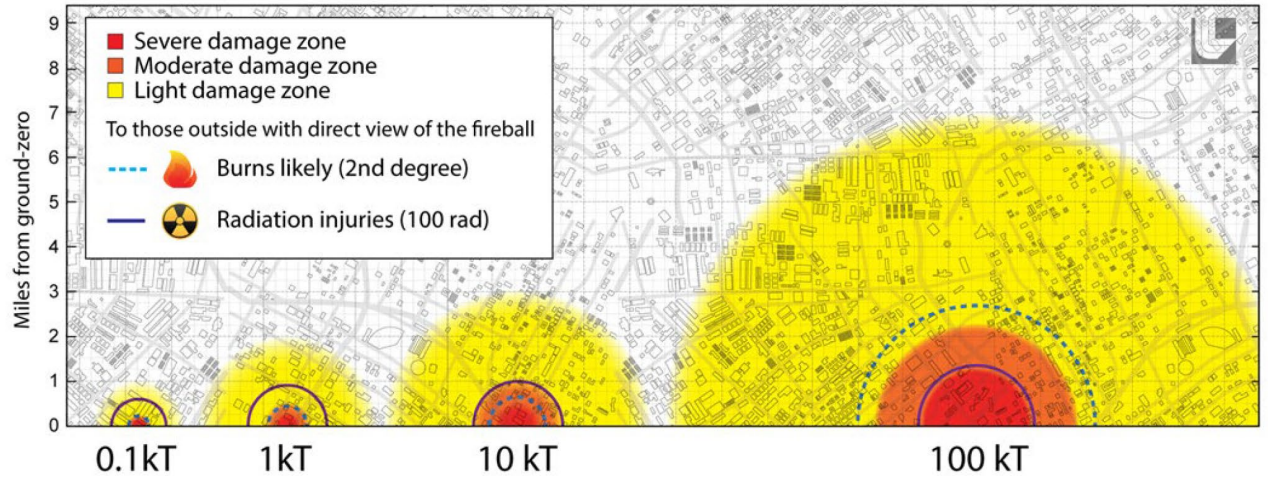 Severe damage zone
Moderate damage zone
Light damage zone
To those outside with direct view of the fireball
Burns likely (2nd degree)
Radiation injuries (100 rad)
Miles from ground-zero
9
8
7
6
5
4
3
2
1
0
0.1kT 1kT 10 kT 100 kT